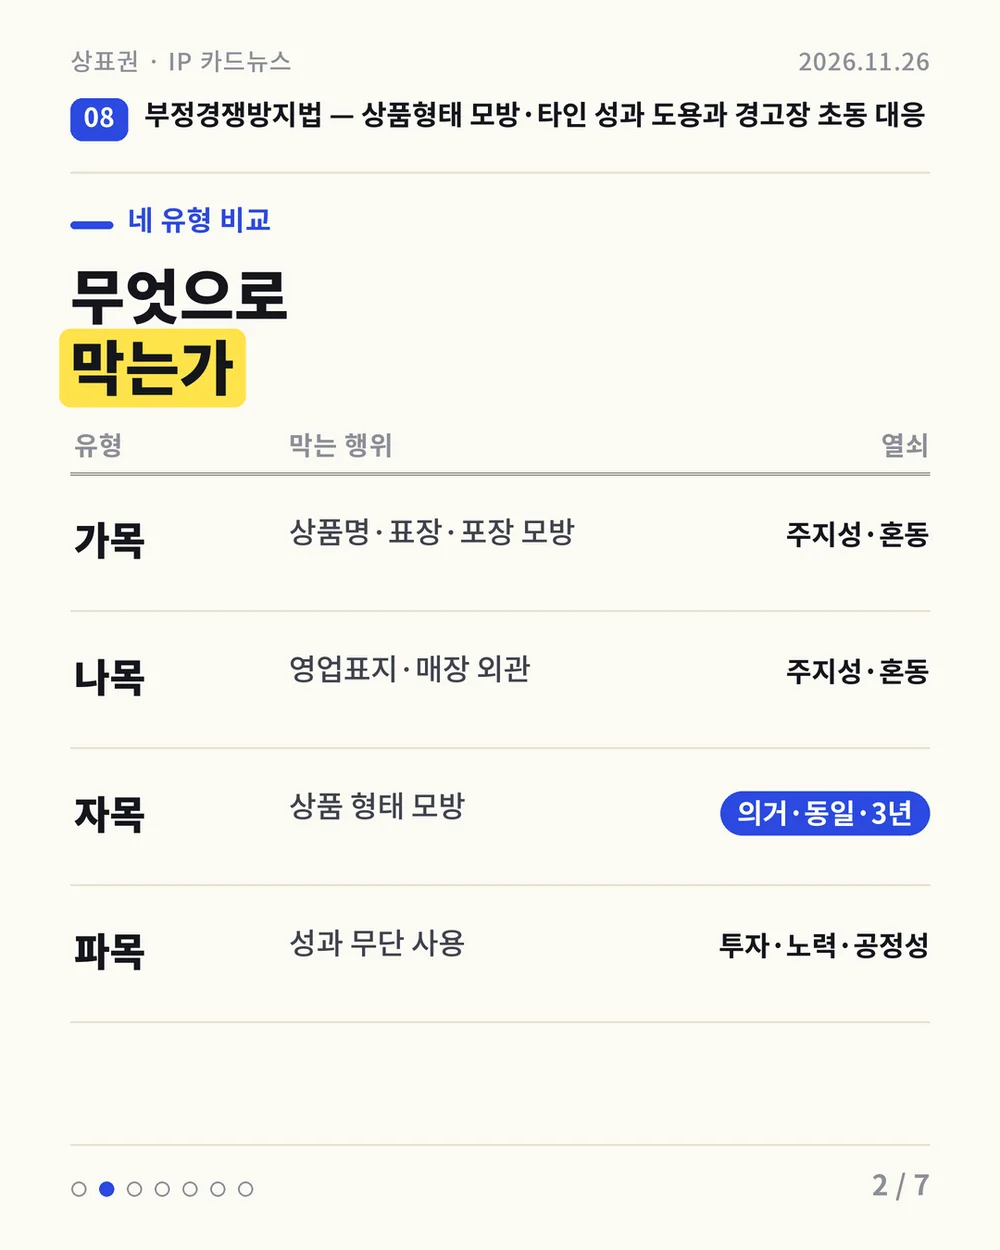 상표권 · IP 카드뉴스
2026.11.26
08 부정경쟁방지법 — 상품형태 모방·타인 성과 도용과 경고장 초동 대응
네 유형 비교
무엇으로
막는가
유형 막는 행위 열쇠
가목 상품명·표장·포장 모방 주지성·혼동
나목 영업표지·매장 외관 주지성·혼동
자목 상품 형태 모방 의거·동일·3년
파목 성과 무단 사용 투자·노력·공정성
2 / 7